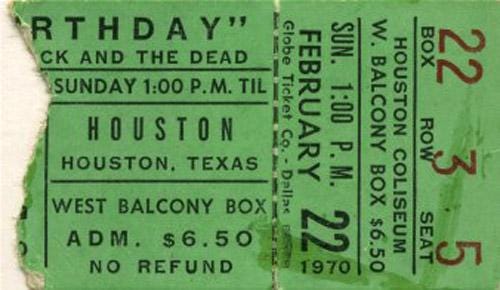 RTHDAY"
CK AND THE DEAD
SUNDAY 1:00 P.M. TIL
HOUSTON
HOUSTON, TEXAS
WEST BALCONY BOX
ADM. $6.50
NO REFUND
Globe Ticket Co. - Dallas
FEBRUARY 22
SUN. 1:00 P. M.
1970
W. BALCONY BOX $6.50
HOUSTON COLISEUM
BOX ROW SEAT
22 3 5